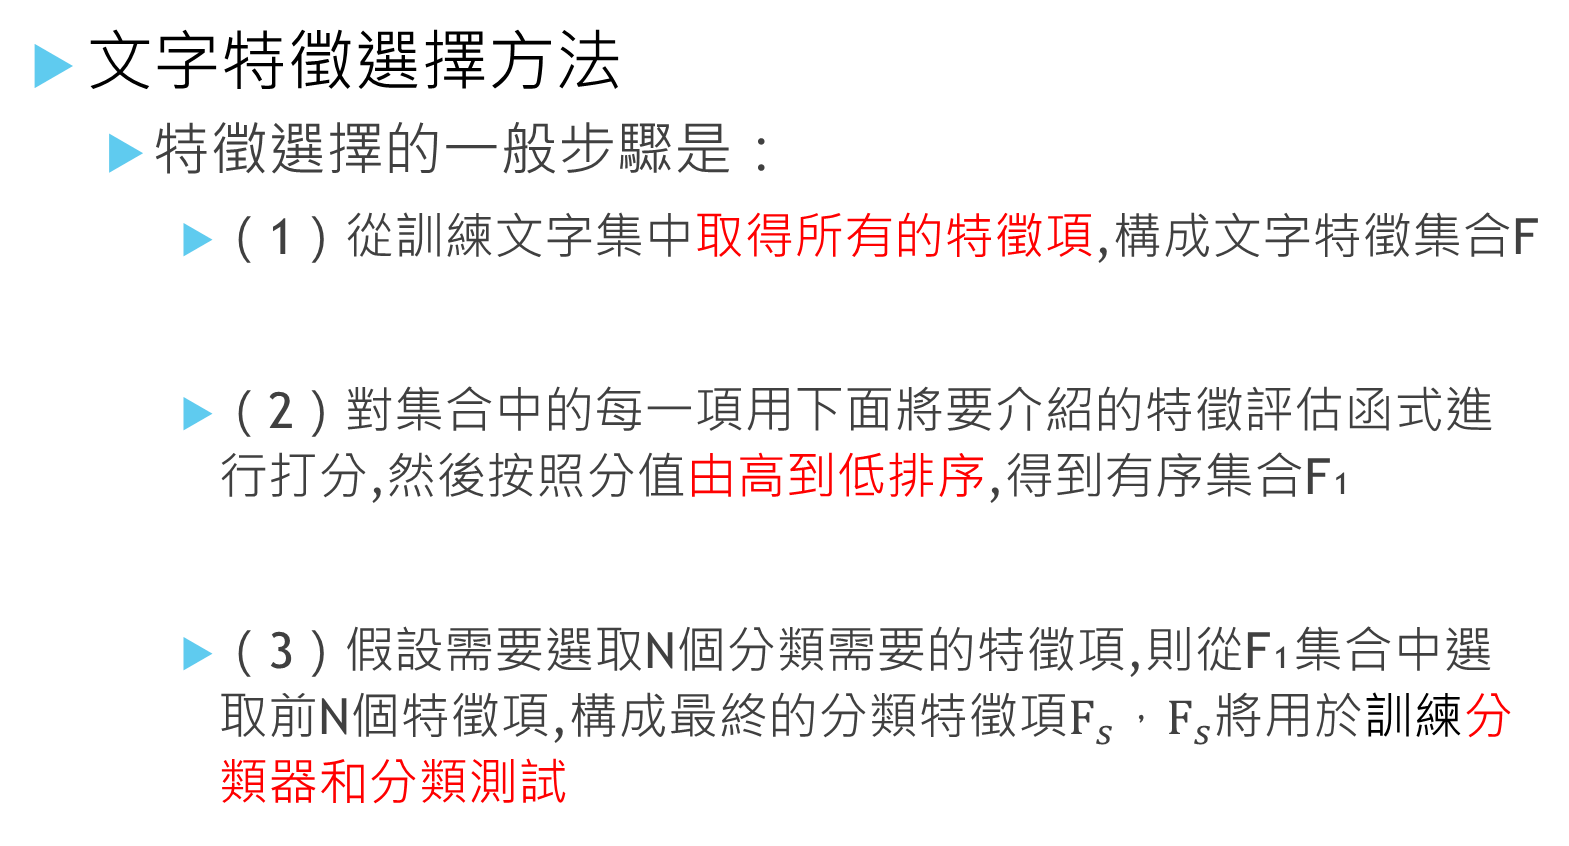 文字特徵選擇方法
特徵選擇的一般步驟是：
（1）從訓練文字集中取得所有的特徵項,構成文字特徵集合F
（2）對集合中的每一項用下面將要介紹的特徵評估函式進
行打分,然後按照分值由高到低排序,得到有序集合F₁
（3）假設需要選取N個分類需要的特徵項,則從F₁集合中選
取前N個特徵項,構成最終的分類特徵項Fₛ，Fₛ將用於訓練分
類器和分類測試